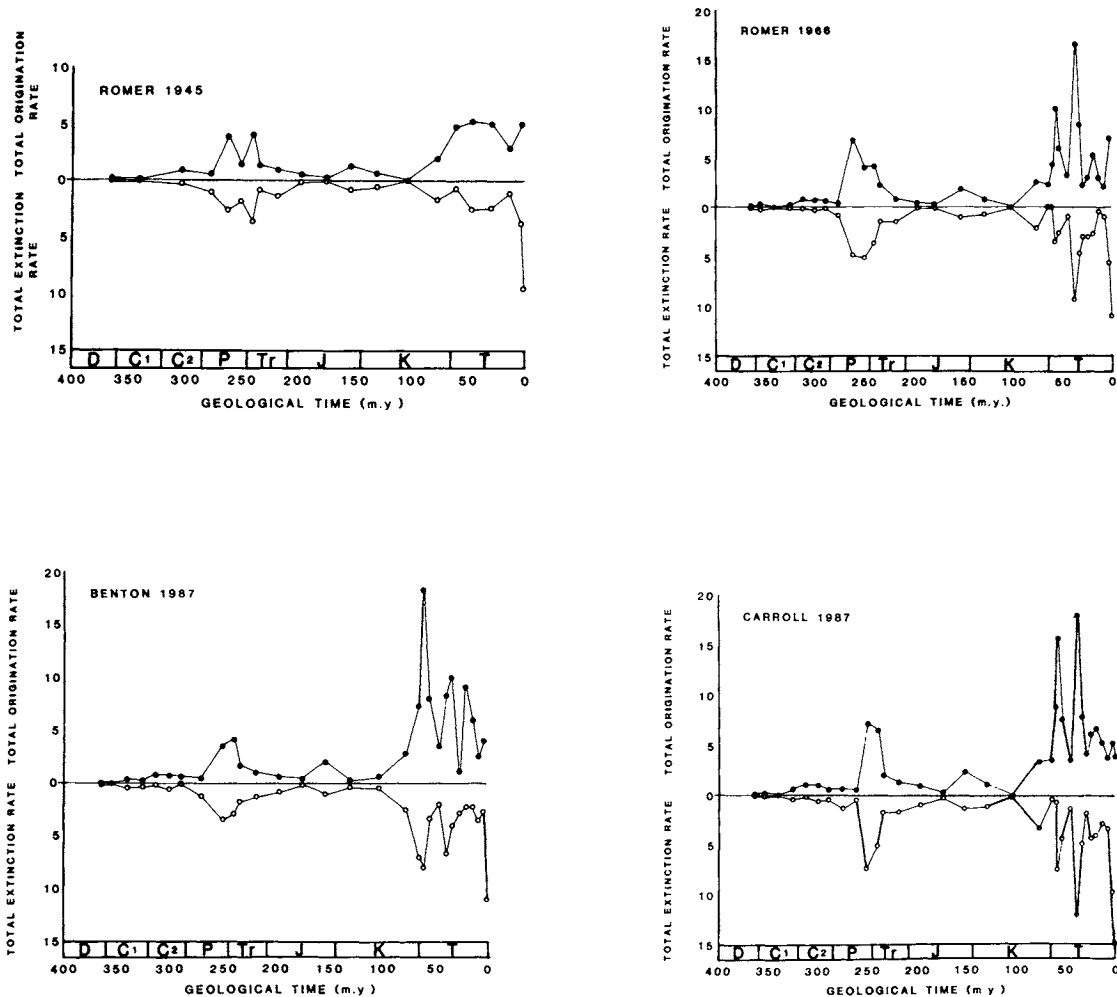 ROMER 1945
TOTAL ORIGINATION RATE
TOTAL EXTINCTION RATE
10
5
0
5
10
15
D C1 C2 P Tr J K T
400 350 300 250 200 150 100 50 0
GEOLOGICAL TIME (m.y)
ROMER 1966
TOTAL ORIGINATION RATE
TOTAL EXTINCTION RATE
20
15
10
5
0
5
10
15
D C1 C2 P Tr J K T
400 350 300 250 200 150 100 50 0
GEOLOGICAL TIME (m.y.)
BENTON 1987
TOTAL ORIGINATION RATE
TOTAL EXTINCTION RATE
20
15
10
5
0
5
10
15
D C1 C2 P Tr J K T
400 350 300 250 200 150 100 50 0
GEOLOGICAL TIME (m.y)
CARROLL 1987
TOTAL ORIGINATION RATE
TOTAL EXTINCTION RATE
20
15
10
5
0
5
10
15
D C1 C2 P Tr J K T
400 350 300 250 200 150 100 50 0
GEOLOGICAL TIME (m y)